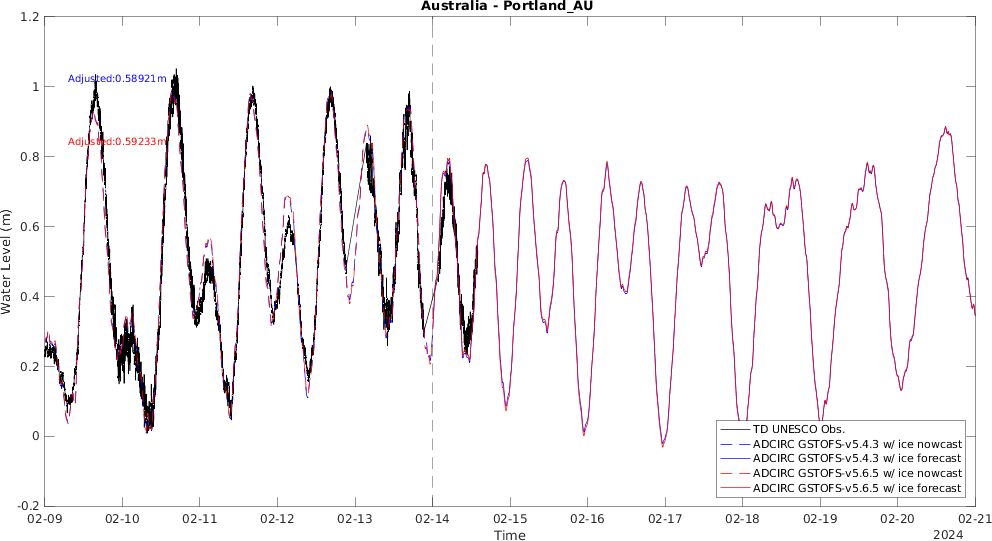 Australia - Portland_AU
1.2
1
0.8
0.6
0.4
0.2
0
-0.2
Water Level (m)
Adjusted:0.58921m
Adjusted:0.59233m
TD UNESCO Obs.
ADCIRC GSTOFS-v5.4.3 w/ ice nowcast
ADCIRC GSTOFS-v5.4.3 w/ ice forecast
ADCIRC GSTOFS-v5.6.5 w/ ice nowcast
ADCIRC GSTOFS-v5.6.5 w/ ice forecast
02-09 02-10 02-11 02-12 02-13 02-14 02-15 02-16 02-17 02-18 02-19 02-20 02-21
Time
2024